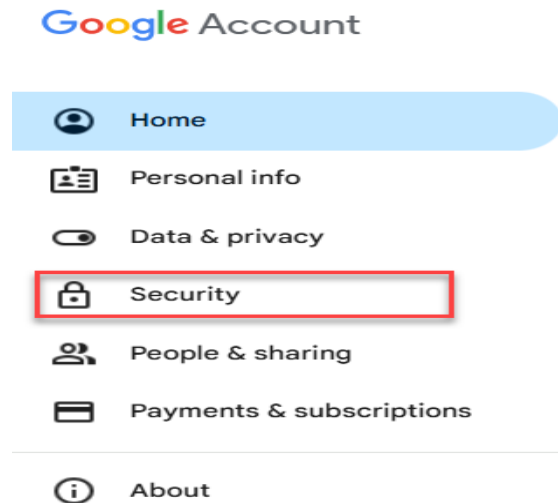 Google Account
Home
Personal info
Data & privacy
Security
People & sharing
Payments & subscriptions
About